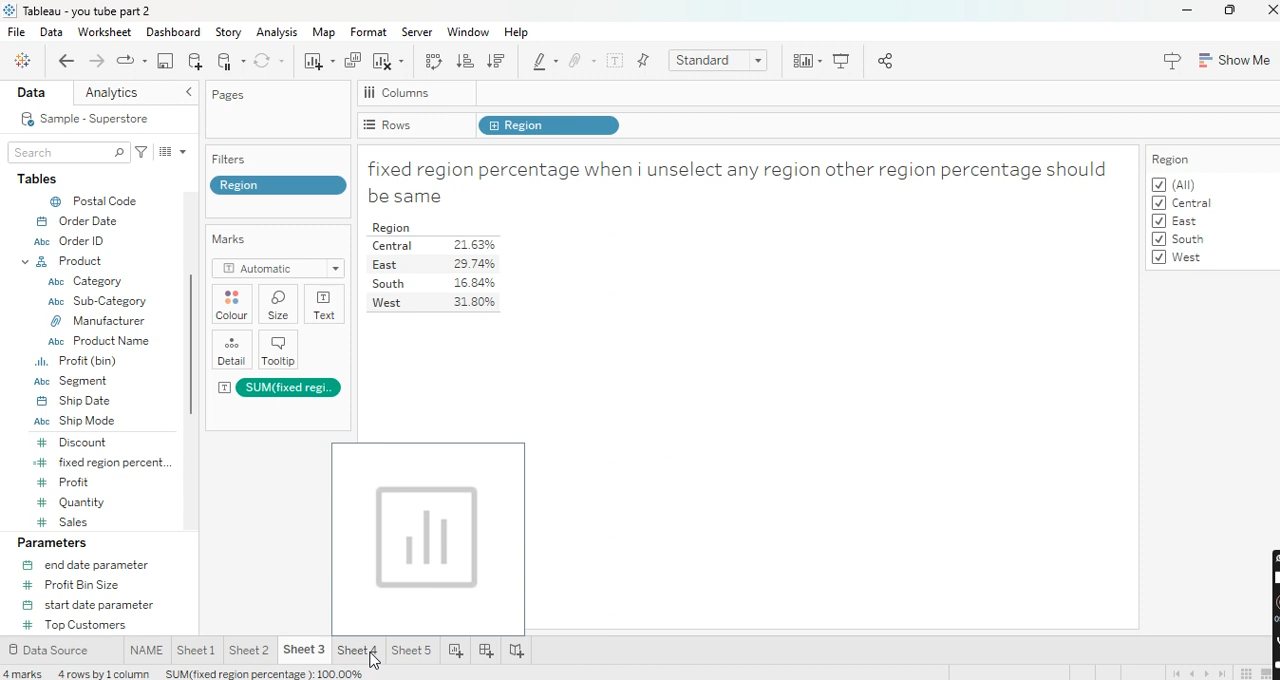 Tableau - you tube part 2
File Data Worksheet Dashboard Story Analysis Map Format Server Window Help
Standard
Show Me
Data Analytics
Sample - Superstore
Search
Tables
Postal Code
Order Date
Abc Order ID
Product
Abc Category
Abc Sub-Category
Manufacturer
Abc Product Name
Profit (bin)
Abc Segment
Ship Date
Abc Ship Mode
# Discount
=# fixed region percent...
# Profit
# Quantity
# Sales
Parameters
end date parameter
# Profit Bin Size
start date parameter
# Top Customers
Pages
Filters
Region
Marks
T Automatic
Colour Size Text
Detail Tooltip
T SUM(fixed regi..
iii Columns
Rows Region
fixed region percentage when i unselect any region other region percentage should
be same
Region
Central 21.63%
East 29.74%
South 16.84%
West 31.80%
Region
(All)
Central
East
South
West
Data Source NAME Sheet 1 Sheet 2 Sheet 3 Sheet 4 Sheet 5
4 marks 4 rows by 1 column SUM(fixed region percentage ): 100.00%